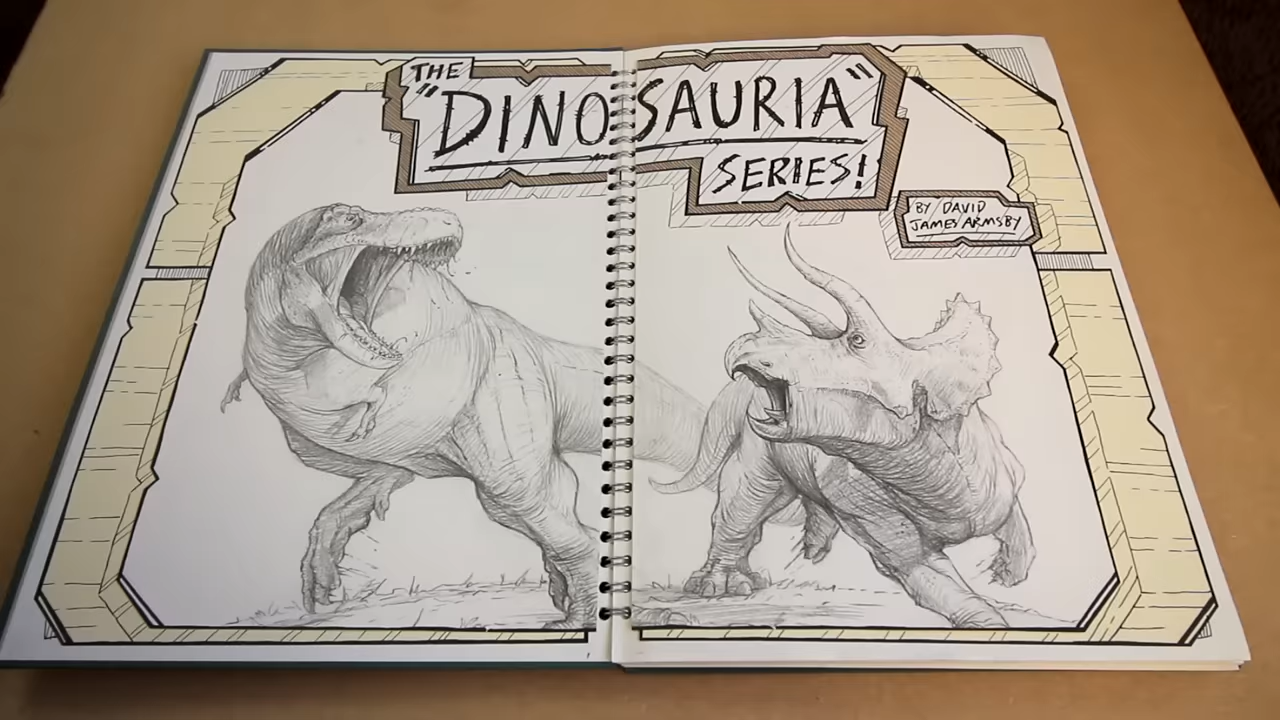 THE
"DINOSAURIA"
SERIES!
BY DAVID
JAMES ARMSBY